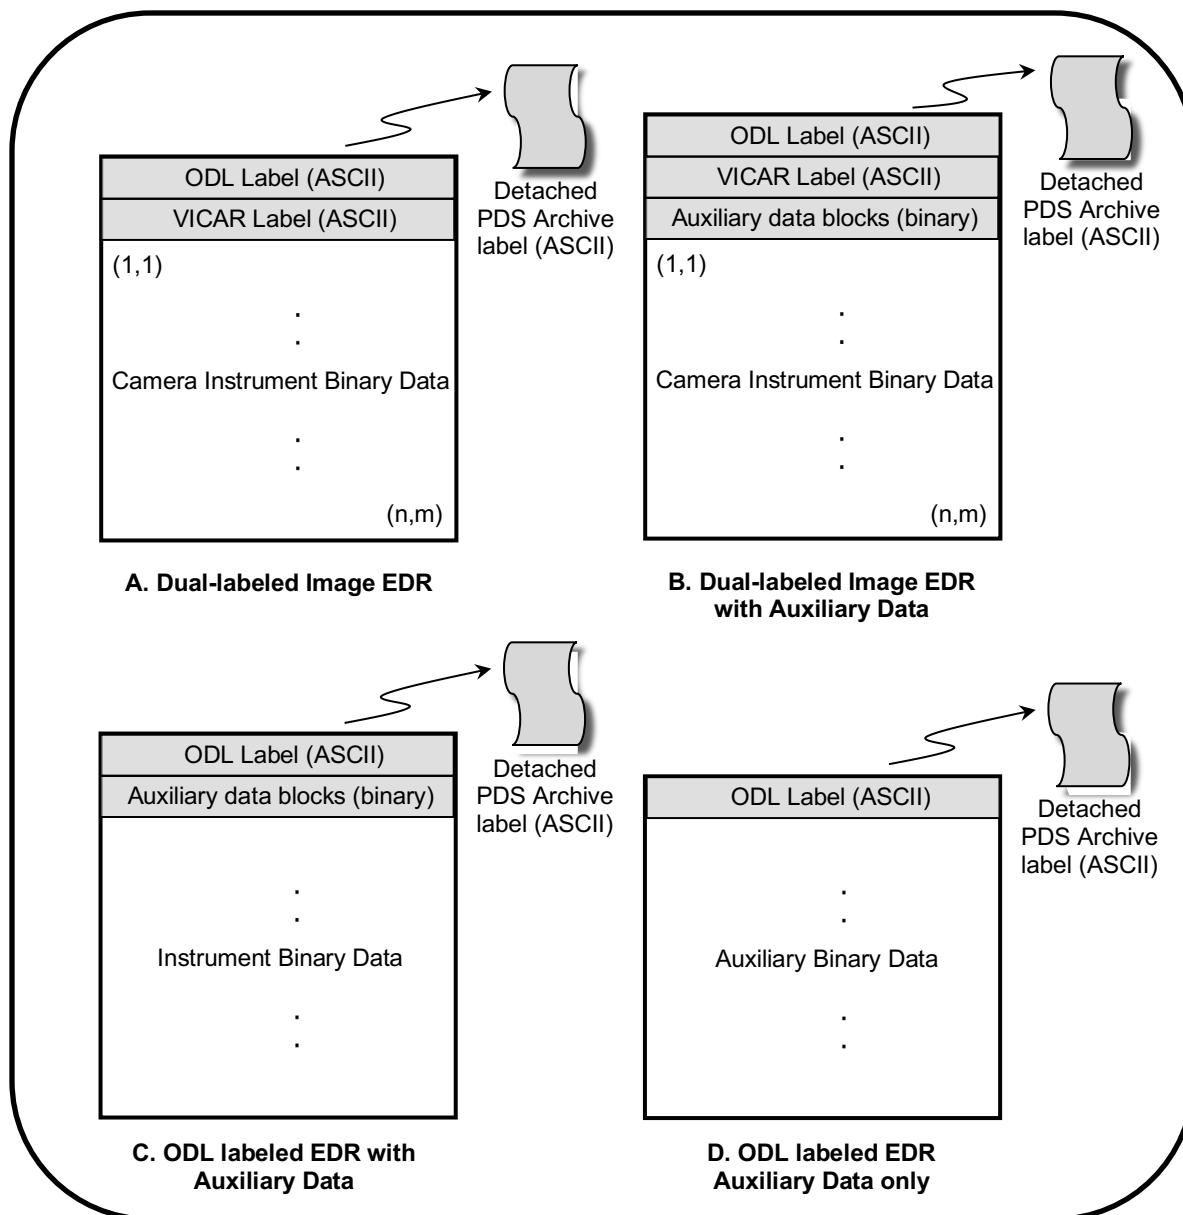 ODL Label (ASCII)
VICAR Label (ASCII)
(1,1)
.
.
Camera Instrument Binary Data
.
.
(n,m)
Detached
PDS Archive
label (ASCII)
A. Dual-labeled Image EDR
ODL Label (ASCII)
VICAR Label (ASCII)
Auxiliary data blocks (binary)
(1,1)
.
.
Camera Instrument Binary Data
.
.
(n,m)
Detached
PDS Archive
label (ASCII)
B. Dual-labeled Image EDR
with Auxiliary Data
ODL Label (ASCII)
Auxiliary data blocks (binary)
.
.
Instrument Binary Data
.
.
Detached
PDS Archive
label (ASCII)
C. ODL labeled EDR with
Auxiliary Data
ODL Label (ASCII)
.
.
Auxiliary Binary Data
.
.
Detached
PDS Archive
label (ASCII)
D. ODL labeled EDR
Auxiliary Data only